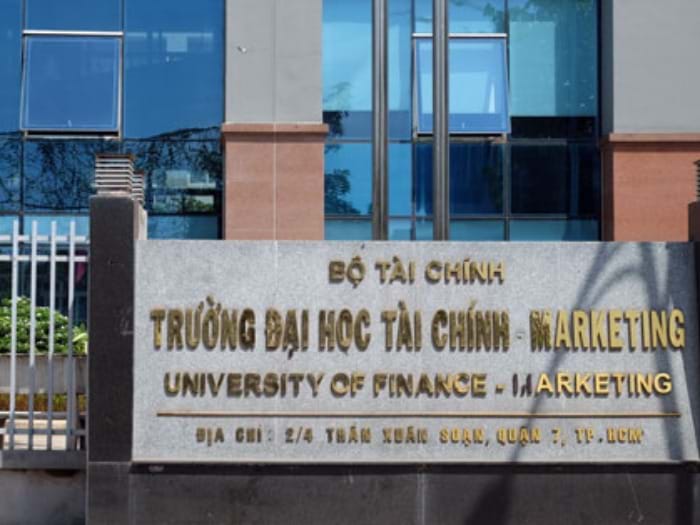 BỘ TÀI CHÍNH
TRƯỜNG ĐẠI HỌC TÀI CHÍNH - MARKETING
UNIVERSITY OF FINANCE - MARKETING
ĐỊA CHỈ: 2/4 TRẦN XUÂN SOẠN, QUẬN 7, TP.HCM